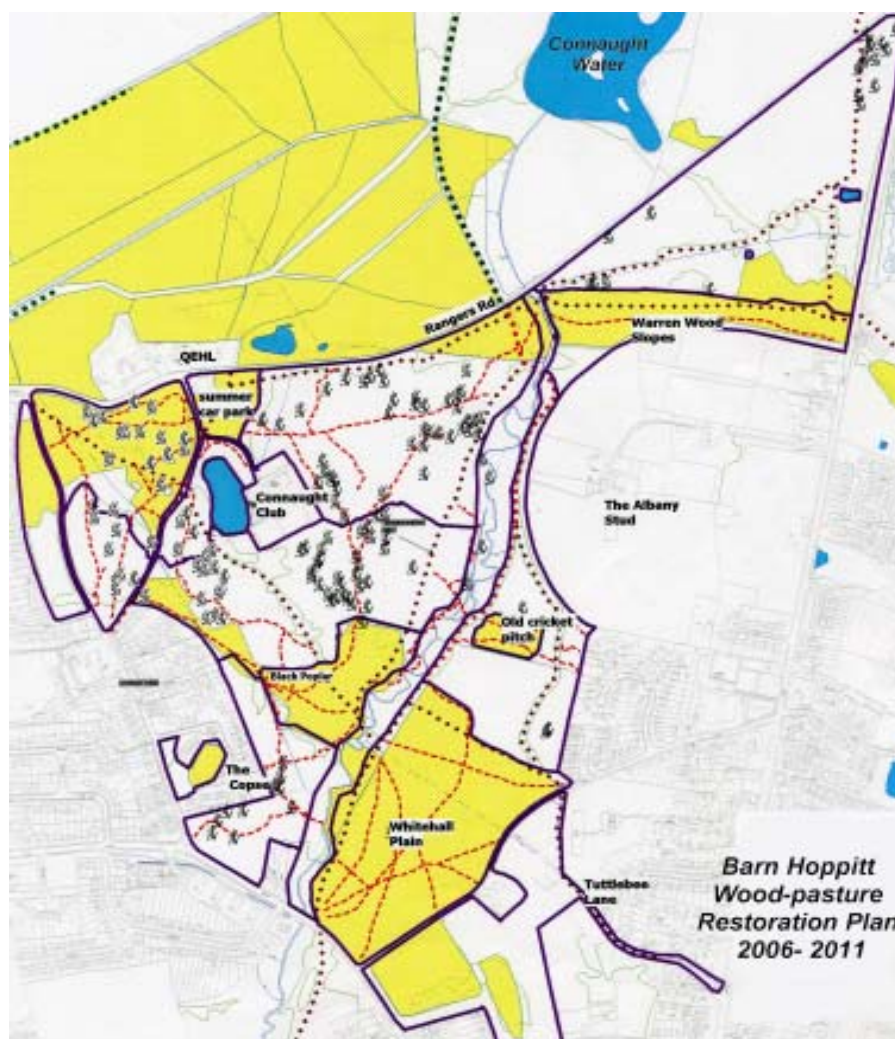 Connaught
Water
Rangers Rd
Warren Wood
Slopes
QEHL
summer
car park
Connaught
Club
The Albany
Stud
Old cricket
pitch
Black Poplar
The
Copse
Whitehall
Plain
Tuttlebee
Lane
Barn Hoppitt
Wood-pasture
Restoration Plan
2006- 2011